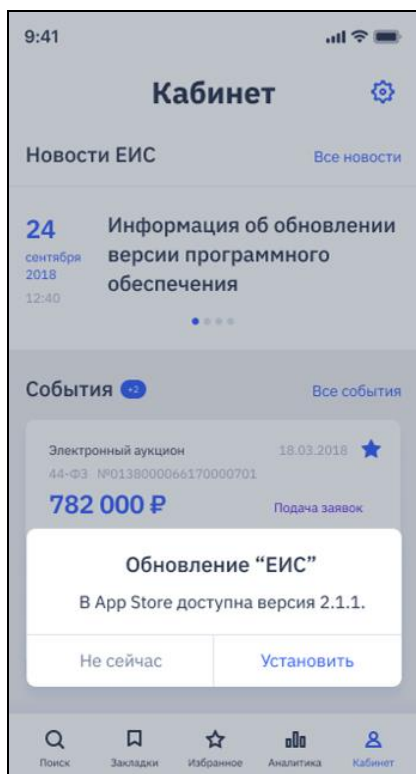 9:41
Кабинет
Новости ЕИС Все новости
24
сентября
2018
12:40
Информация об обновлении
версии программного
обеспечения
События +2 Все события
Электронный аукцион 18.03.2018
44-ФЗ №0138000066170000701
782 000 ₽ Подача заявок
Обновление “ЕИС”
В App Store доступна версия 2.1.1.
Не сейчас Установить
Поиск Закладки Избранное Аналитика Кабинет